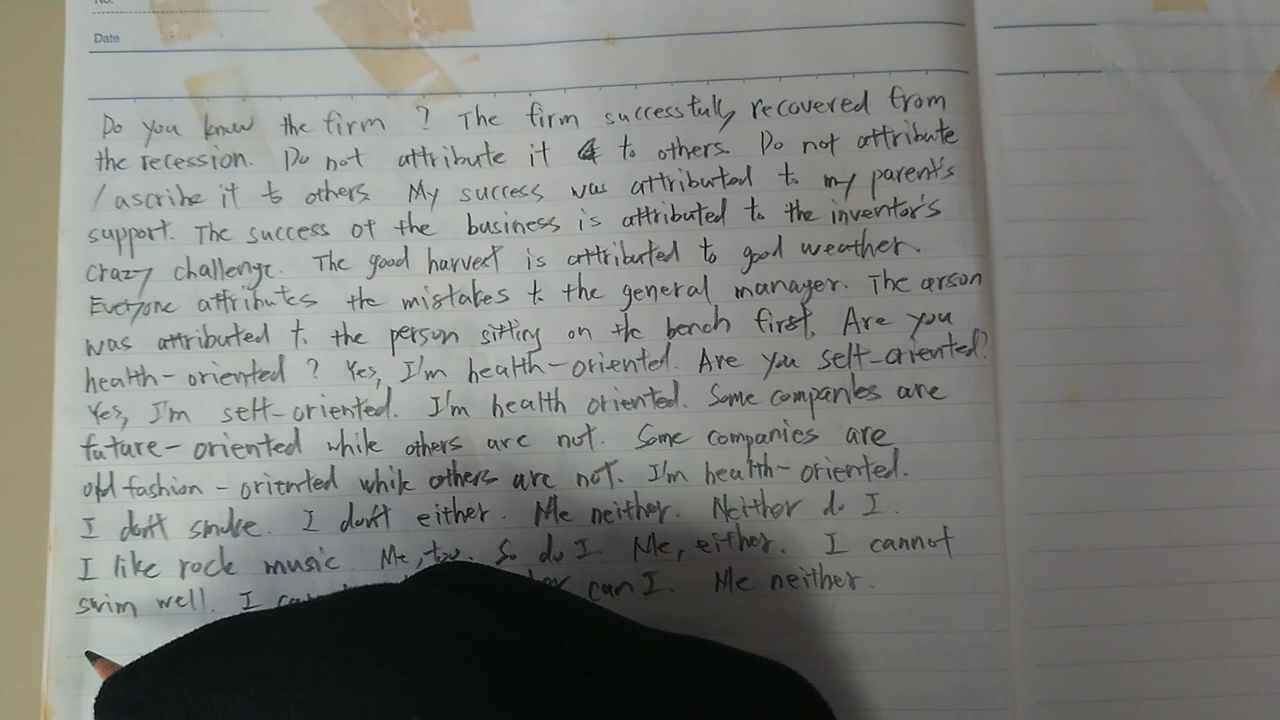 No.
Date
Do you know the firm ? The firm successfully recovered from
the recession. Do not attribute it to others. Do not attribute
/ ascribe it to others. My success was attributed to my parent's
support. The success of the business is attributed to the inventor's
crazy challenge. The good harvest is attributed to good weather.
Everyone attributes the mistakes to the general manager. The arson
was attributed to the person sitting on the bench first. Are you
health-oriented ? Yes, I'm health-oriented. Are you self-oriented?
Yes, I'm self-oriented. I'm health oriented. Some companies are
future-oriented while others are not. Some companies are
old fashion-oriented while others are not. I'm health-oriented.
I don't smoke. I don't either. Me neither. Neither do I.
I like rock music. Me, too. So do I. Me, either. I cannot
swim well. I can I. Me neither.